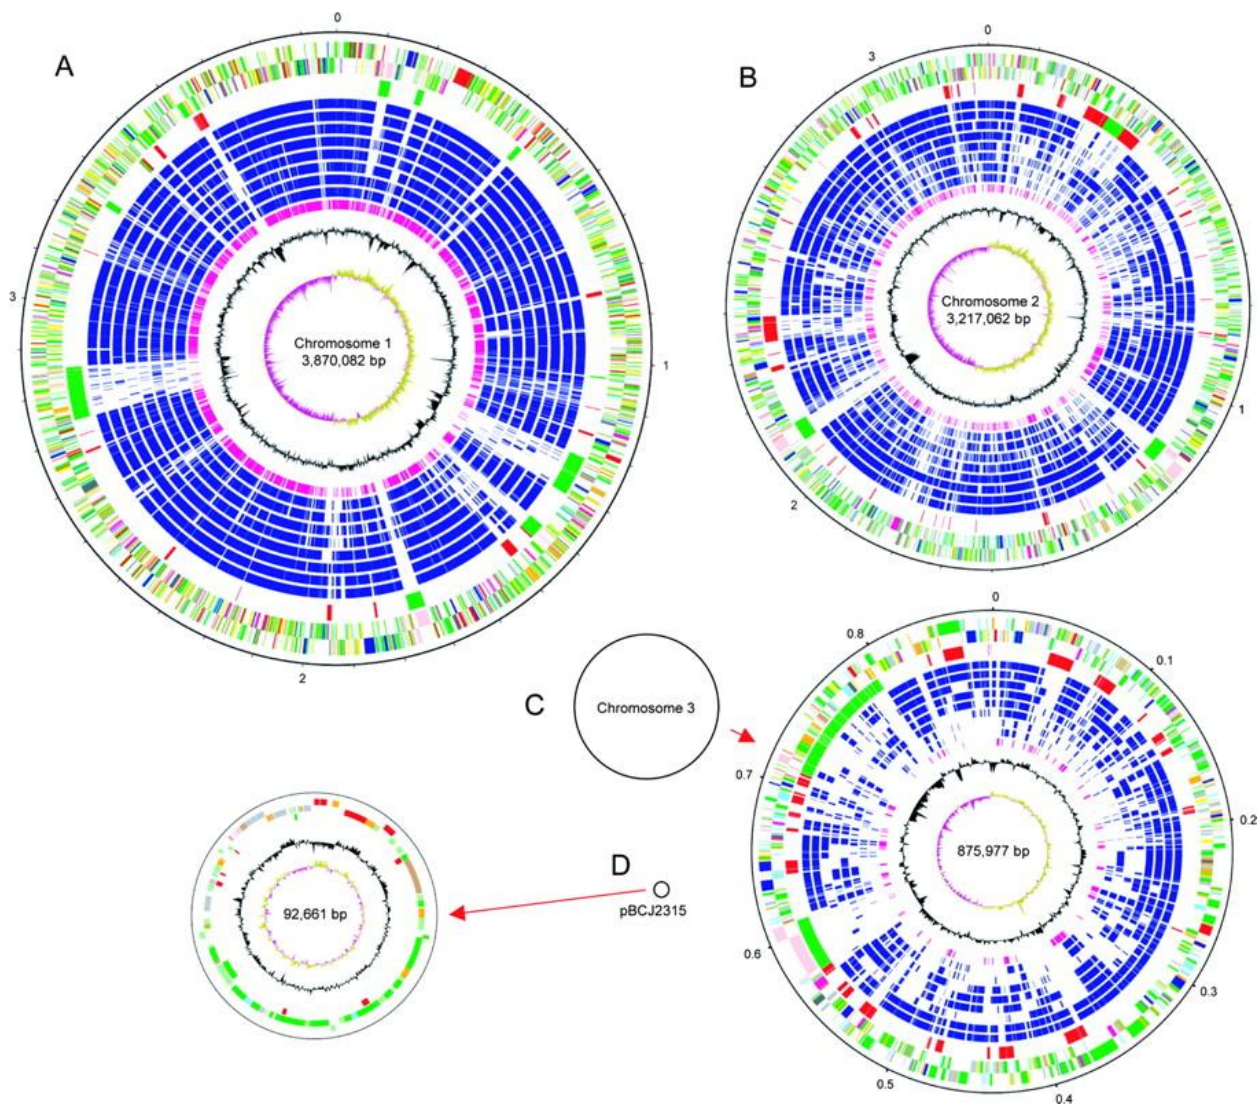 A
0
1
2
3
Chromosome 1
3,870,082 bp
B
0
1
2
3
Chromosome 2
3,217,062 bp
C
Chromosome 3
0
0.1
0.2
0.3
0.4
0.5
0.6
0.7
0.8
875,977 bp
D
pBCJ2315
92,661 bp